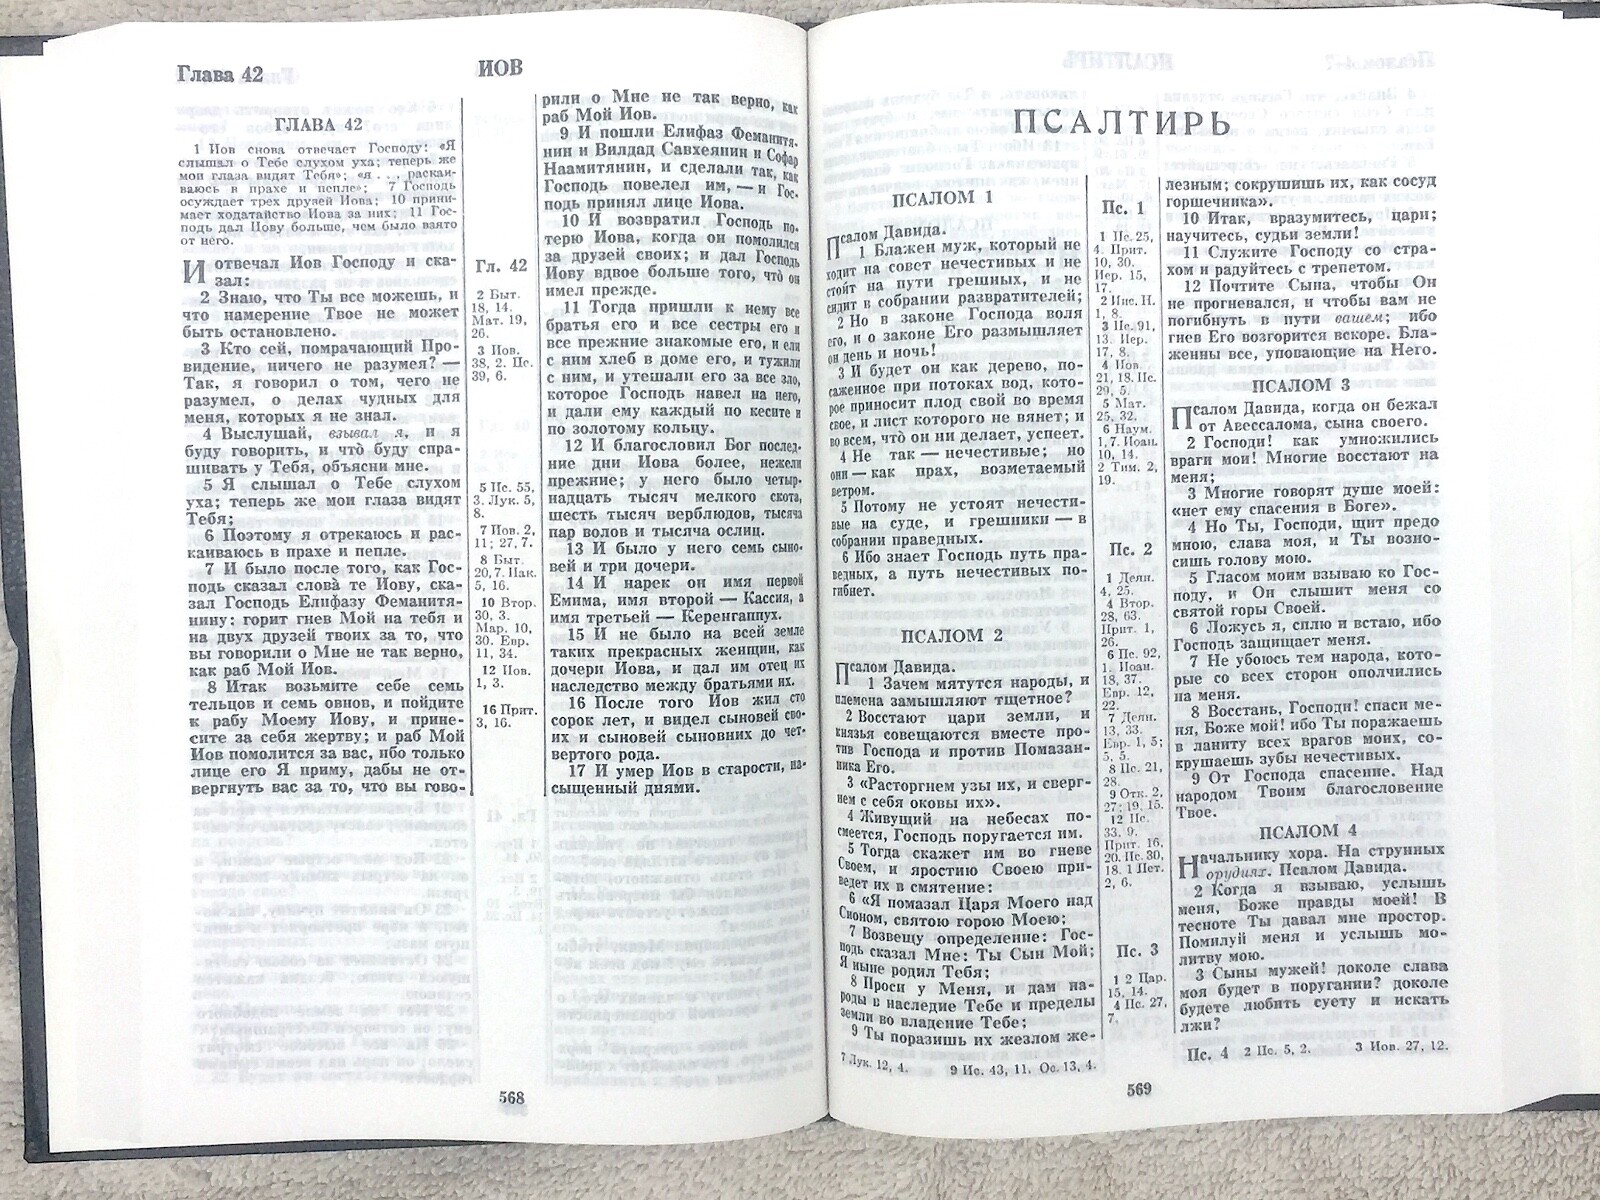 Глава 42
ИОВ
ГЛАВА 42
1 Иов снова отвечает Господу: «Я
слышал о Тебе слухом уха; теперь же
мои глаза видят Тебя»; «я . . , раскаи-
ваюсь в прахе и пепле»; 7 Господь
осуждает трех друзей Иова; 10 прини-
мает ходатайство Иова за них; 11 Гос-
подь дал Иову больше, чем было взято
от него.
И отвечал Иов Господу и ска-
зал:
2 Знаю, что Ты все можешь, и
что намерение Твое не может
быть остановлено.
3 Кто сей, помрачающий Про-
видение, ничего не разумея? —
Так, я говорил о том, чего не
разумел, о делах чудных для
меня, которых я не знал.
4 Выслушай, взывал я, и я
буду говорить, и что́ буду спра-
шивать у Тебя, объясни мне.
5 Я слышал о Тебе слухом
уха; теперь же мои глаза видят
Тебя;
6 Поэтому я отрекаюсь и рас-
каиваюсь в прахе и пепле.
7 И было после того, как Гос-
подь сказал слова́ те Иову, ска-
зал Господь Елифазу Феманитя-
нину: горит гнев Мой на тебя и
на двух друзей твоих за то, что
вы говорили о Мне не так верно,
как раб Мой Иов.
8 Итак возьмите себе семь
тельцов и семь овнов, и пойдите
к рабу Моему Иову, и прине-
сите за себя жертву; и раб Мой
Иов помолится за вас, ибо только
лице его Я приму, дабы не от-
вергнуть вас за то, что вы гово-
Гл. 42
2 Быт.
18, 14.
Мат. 19,
26.
3 Иов.
38, 2. Пс.
39, 6.
5 Пс. 55,
3. Лук. 5,
8.
7 Иов. 2,
11; 27, 7.
8 Быт.
20, 7. Иак.
5, 16.
10 Втор.
30, 3.
Мар. 10,
30. Евр.
11, 34.
12 Иов.
1, 3.
16 Прит.
3, 16.
рили о Мне не так верно, как
раб Мой Иов.
9 И пошли Елифаз Феманитя-
нин и Вилдад Савхеянин и Софар
Наамитянин, и сделали так, как
Господь повелел им, — и Гос-
подь принял лице Иова.
10 И возвратил Господь по-
терю Иова, когда он помолился
за друзей своих; и дал Господь
Иову вдвое больше того, что́ он
имел прежде.
11 Тогда пришли к нему все
братья его и все сестры его и
все прежние знакомые его, и ели
с ним хлеб в доме его, и тужили
с ним, и утешали его за все зло,
которое Господь навел на него,
и дали ему каждый по кесите и
по золотому кольцу.
12 И благословил Бог послед-
ние дни Иова более, нежели
прежние; у него было четыр-
надцать тысяч мелкого скота,
шесть тысяч верблюдов, тысяча
пар волов и тысяча ослиц.
13 И было у него семь сыно-
вей и три дочери.
14 И нарек он имя первой
Емима, имя второй — Кассия, а
имя третьей — Керенгаппух.
15 И не было на всей земле
таких прекрасных женщин, как
дочери Иова, и дал им отец их
наследство между братьями их.
16 После того Иов жил сто
сорок лет, и видел сыновей сво-
их и сыновей сыновних до чет-
вертого рода.
17 И умер Иов в старости, на-
сыщенный днями.
568
ПСАЛТИРЬ
ПСАЛОМ 1
Псалом Давида.
1 Блажен муж, который не
ходит на совет нечестивых и не
стоит на пути грешных, и не
сидит в собрании развратителей;
2 Но в законе Господа воля
его, и о законе Его размышляет
он день и ночь!
3 И будет он как дерево, по-
саженное при потоках вод, кото-
рое приносит плод свой во время
свое, и лист которого не вянет; и
во всем, что́ он ни делает, успеет.
4 Не так — нечестивые; но
они — как прах, возметаемый
ветром.
5 Потому не устоят нечести-
вые на суде, и грешники — в
собрании праведных.
6 Ибо знает Господь путь пра-
ведных, а путь нечестивых по-
гибнет.
ПСАЛОМ 2
Псалом Давида.
1 Зачем мятутся народы, и
племена замышляют тщетное?
2 Восстают цари земли, и
князья совещаются вместе про-
тив Господа и против Помазан-
ника Его.
3 «Расторгнем узы их, и сверг-
нем с себя оковы их».
4 Живущий на небесах по-
смеется, Господь поругается им.
5 Тогда скажет им во гневе
Своем, и яростию Своею при-
ведет их в смятение:
6 «Я помазал Царя Моего над
Сионом, святою горою Моею;
7 Возвещу определение: Гос-
подь сказал Мне: Ты Сын Мой;
Я ныне родил Тебя;
8 Проси у Меня, и дам на-
роды в наследие Тебе и пределы
земли во владение Тебе;
9 Ты поразишь их жезлом же-
7 Лук. 12, 4.
9 Ис. 43, 11. Ос. 13, 4.
Пс. 1
1 Пс. 25,
4. Прит.
10, 30.
Иер. 15,
17.
2 Иис. Н.
1, 8.
3 Пс. 91,
13. Иер.
17, 8.
4 Иов
21, 18. Ис.
29, 5.
5 Мат.
25, 32.
6 Наум.
1, 7. Иоан.
10, 14.
2 Тим. 2,
19.
Пс. 2
1 Деян.
4, 25.
4 Втор.
28, 63.
Прит. 1,
26.
6 Пс. 92,
1. Иоан.
18, 37.
Евр. 12,
22.
7 Деян.
13, 33.
Евр. 1, 5;
5, 5.
8 Пс. 21,
28.
9 Отк. 2,
27; 19, 15.
12 Пс.
33, 9.
Прит. 16,
20. Ис. 30,
18. 1 Пет.
2, 6.
Пс. 3
1 2 Цар.
15, 14.
4 Пс. 27,
7.
лезным; сокрушишь их, как сосуд
горшечника».
10 Итак, вразумитесь, цари;
научитесь, судьи земли!
11 Служите Господу со стра-
хом и радуйтесь с трепетом.
12 Почтите Сына, чтобы Он
не прогневался, и чтобы вам не
погибнуть в пути вашем; ибо
гнев Его возгорится вскоре. Бла-
женны все, уповающие на Него.
ПСАЛОМ 3
Псалом Давида, когда он бежал
от Авессалома, сына своего.
2 Господи! как умножились
враги мои! Многие восстают на
меня;
3 Многие говорят душе моей:
«нет ему спасения в Боге».
4 Но Ты, Господи, щит предо
мною, слава моя, и Ты возно-
сишь голову мою.
5 Гласом моим взываю ко Гос-
поду, и Он слышит меня со
святой горы Своей.
6 Ложусь я, сплю и встаю, ибо
Господь защищает меня.
7 Не убоюсь тем народа, кото-
рые со всех сторон ополчились
на меня.
8 Восстань, Господи! спаси ме-
ня, Боже мой! ибо Ты поражаешь
в ланиту всех врагов моих, со-
крушаешь зубы нечестивых.
9 От Господа спасение. Над
народом Твоим благословение
Твое.
ПСАЛОМ 4
Начальнику хора. На струнных
орудиях. Псалом Давида.
2 Когда я взываю, услышь
меня, Боже правды моей! В
тесноте Ты давал мне простор.
Помилуй меня и услышь мо-
литву мою.
3 Сыны мужей! доколе слава
моя будет в поругании? доколе
будете любить суету и искать
лжи?
Пс. 4 2 Пс. 5, 2. 3 Иов. 27, 12.
569